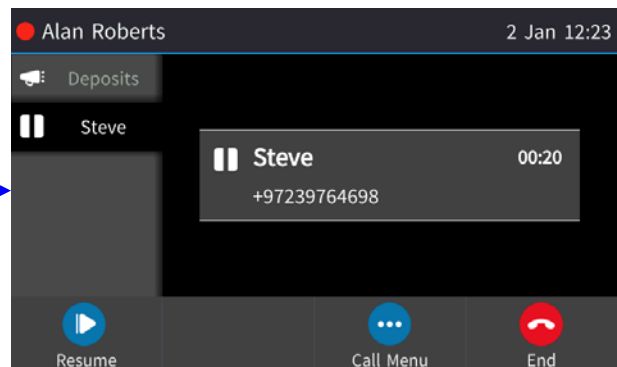 Alan Roberts 2 Jan 12:23
Deposits
Steve
Steve 00:20
+97239764698
Resume Call Menu End